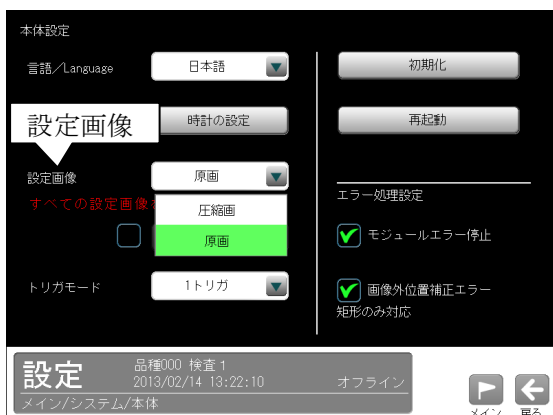 本体設定
言語/Language
日本語
初期化
設定画像
時計の設定
再起動
設定画像
原画
すべての設定画像
圧縮画
原画
エラー処理設定
モジュールエラー停止
トリガモード
1トリガ
画像外位置補正エラー
矩形のみ対応
設定
品種000 検査1
2013/02/14 13:22:10
オフライン
メイン/システム/本体
メイン
戻る